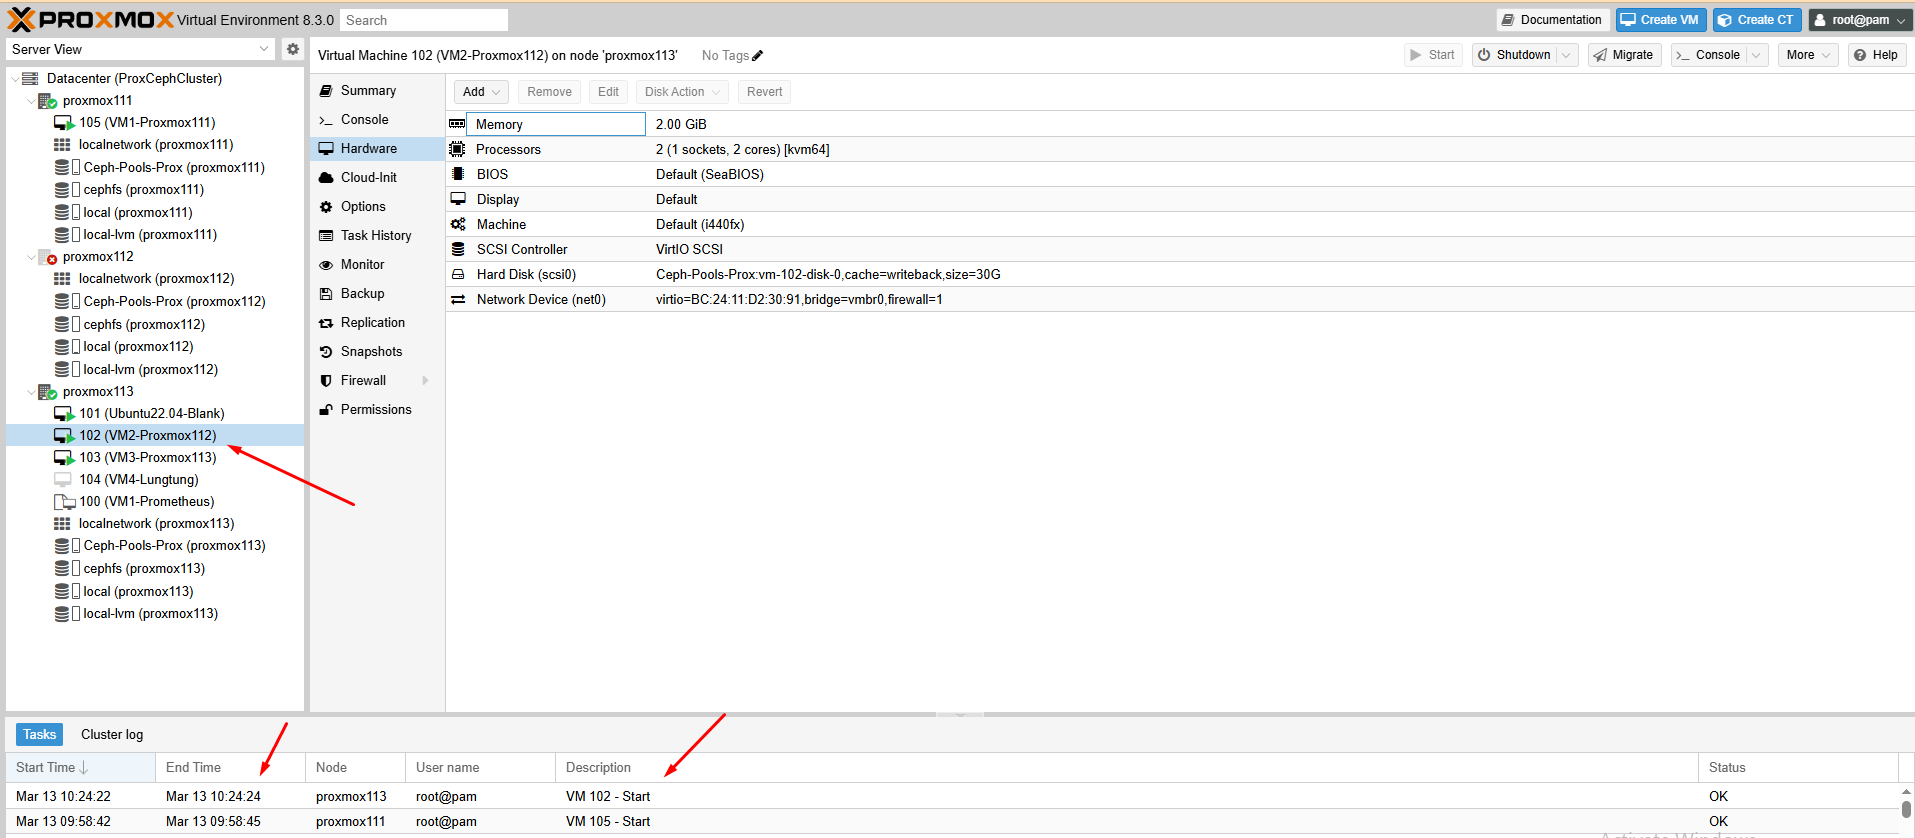 PROXMOX Virtual Environment 8.3.0 Search Documentation Create VM Create CT root@pam
Server View
Virtual Machine 102 (VM2-Proxmox112) on node 'proxmox113' No Tags Start Shutdown Migrate Console More Help
Datacenter (ProxCephCluster)
proxmox111
105 (VM1-Proxmox111)
localnetwork (proxmox111)
Ceph-Pools-Prox (proxmox111)
cephfs (proxmox111)
local (proxmox111)
local-lvm (proxmox111)
proxmox112
localnetwork (proxmox112)
Ceph-Pools-Prox (proxmox112)
cephfs (proxmox112)
local (proxmox112)
local-lvm (proxmox112)
proxmox113
101 (Ubuntu22.04-Blank)
102 (VM2-Proxmox112)
103 (VM3-Proxmox113)
104 (VM4-Lungtung)
100 (VM1-Prometheus)
localnetwork (proxmox113)
Ceph-Pools-Prox (proxmox113)
cephfs (proxmox113)
local (proxmox113)
local-lvm (proxmox113)
Summary
Console
Hardware
Cloud-Init
Options
Task History
Monitor
Backup
Replication
Snapshots
Firewall
Permissions
Add Remove Edit Disk Action Revert
Memory 2.00 GiB
Processors 2 (1 sockets, 2 cores) [kvm64]
BIOS Default (SeaBIOS)
Display Default
Machine Default (i440fx)
SCSI Controller VirtIO SCSI
Hard Disk (scsi0) Ceph-Pools-Prox:vm-102-disk-0,cache=writeback,size=30G
Network Device (net0) virtio=BC:24:11:D2:30:91,bridge=vmbr0,firewall=1
Tasks Cluster log
Start Time End Time Node User name Description Status
Mar 13 10:24:22 Mar 13 10:24:24 proxmox113 root@pam VM 102 - Start OK
Mar 13 09:58:42 Mar 13 09:58:45 proxmox111 root@pam VM 105 - Start OK